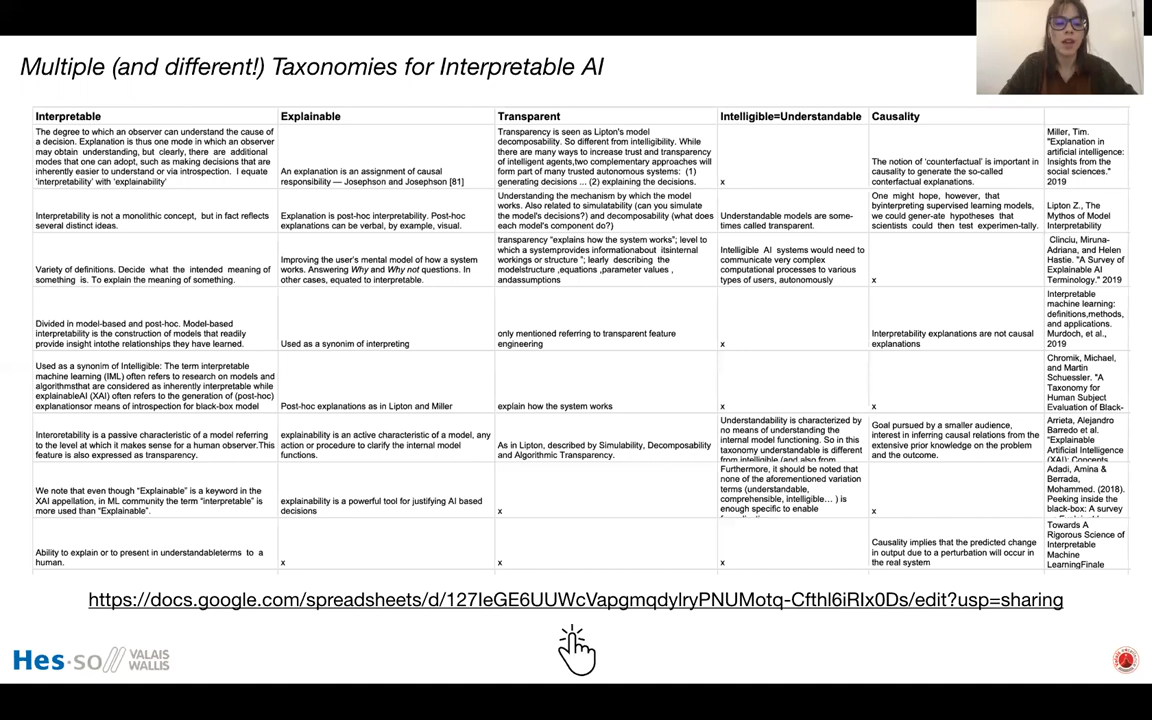 Multiple (and different!) Taxonomies for Interpretable AI
Interpretable
Explainable
Transparent
Intelligible=Understandable
Causality
The degree to which an observer can understand the cause of
a decision. Explanation is thus one mode in which an observer
may obtain understanding, but clearly, there are additional
modes that one can adopt, such as making decisions that are
inherently easier to understand or via introspection. I equate
'interpretability' with 'explainability'
An explanation is an assignment of causal
responsibility — Josephson and Josephson [81]
Transparency is seen as Lipton's model
decomposability. So different from intelligibility. While
there are many ways to increase trust and transparency
of intelligent agents,two complementary approaches will
form part of many trusted autonomous systems: (1)
generating decisions ... (2) explaining the decisions.
x
The notion of 'counterfactual' is important in
causality to generate the so-called
conterfactual explanations.
Miller, Tim.
"Explanation in
artificial intelligence:
Insights from the
social sciences."
2019
Interpretability is not a monolithic concept, but in fact reflects
several distinct ideas.
Explanation is post-hoc interpretability. Post-hoc
explanations can be verbal, by example, visual.
Understanding the mechanism by which the model
works. Also related to simulatability (can you simulate
the model's decisions?) and decomposability (what does
each model's component do?)
Understandable models are some-
times called transparent.
One might hope, however, that
byinterpreting supervised learning models,
we could gener-ate hypotheses that
scientists could then test experimen-tally.
Lipton Z., The
Mythos of Model
Interpretability
Variety of definitions. Decide what the intended meaning of
something is. To explain the meaning of something.
Improving the user's mental model of how a system
works. Answering Why and Why not questions. In
other cases, equated to interpretable.
transparency "explains how the system works"; level to
which a systemprovides informationabout itsinternal
workings or structure "; learly describing the
modelstructure ,equations ,parameter values ,
andassumptions
Intelligible AI systems would need to
communicate very complex
computational processes to various
types of users, autonomously
x
Clinciu, Miruna-
Adriana, and Helen
Hastie. "A Survey of
Explainable AI
Terminology." 2019
Divided in model-based and post-hoc. Model-based
interpretability is the construction of models that readily
provide insight intothe relationships they have learned.
Used as a synonym of interpreting
only mentioned referring to transparent feature
engineering
x
Interpretability explanations are not causal
explanations
Interpretable
machine learning:
definitions,methods,
and applications.
Murdoch, et al.,
2019
Used as a synonym of Intelligible: The term interpretable
machine learning (IML) often refers to research on models and
algorithmsthat are considered as inherently interpretable while
explainableAI (XAI) often refers to the generation of (post-hoc)
explanationsor means of introspection for black-box model
Post-hoc explanations as in Lipton and Miller
explain how the system works
x
x
Chromik, Michael,
and Martin
Schuessler. "A
Taxonomy for
Human Subject
Evaluation of Black-
Interoretability is a passive characteristic of a model referring
to the level at which it makes sense for a human observer.This
feature is also expressed as transparency.
explainability is an active characteristic of a model, any
action or procedure to clarify the internal model
functions.
As in Lipton, described by Simulability, Decomposability
and Algorithmic Transparency.
Understandability is characterized by
no means of understanding the
internal model functioning. So in this
taxonomy understandability is different
from intelligible (and also from
Goal pursued by a smaller audience,
interest in inferring causal relations from the
extensive prior knowledge on the problem
and the outcome.
Arrieta, Alejandro
Barredo et al.
"Explainable
Artificial Intelligence
(XAI): Concepts,
We note that even though "Explainable" is a keyword in the
XAI appellation, in ML community the term "interpretable" is
more used than "Explainable".
explainability is a powerful tool for justifying AI based
decisions
x
Furthermore, it should be noted that
none of the aforementioned variation
terms (understandable,
comprehensible, intelligible... ) is
enough specific to enable
x
Adadi, Amina &
Berrada,
Mohammed. (2018).
Peeking inside the
black-box: A survey
Ability to explain or to present in understandableterms to a
human.
x
x
x
Causality implies that the predicted change
in output due to a perturbation will occur in
the real system
Towards A
Rigorous Science of
Interpretable
Machine
LearningFinale
https://docs.google.com/spreadsheets/d/127IeGE6UUWcVapgmqdylryPNUMotq-Cfthl6iRIx0Ds/edit?usp=sharing
Hes·so VALAIS
WALLIS